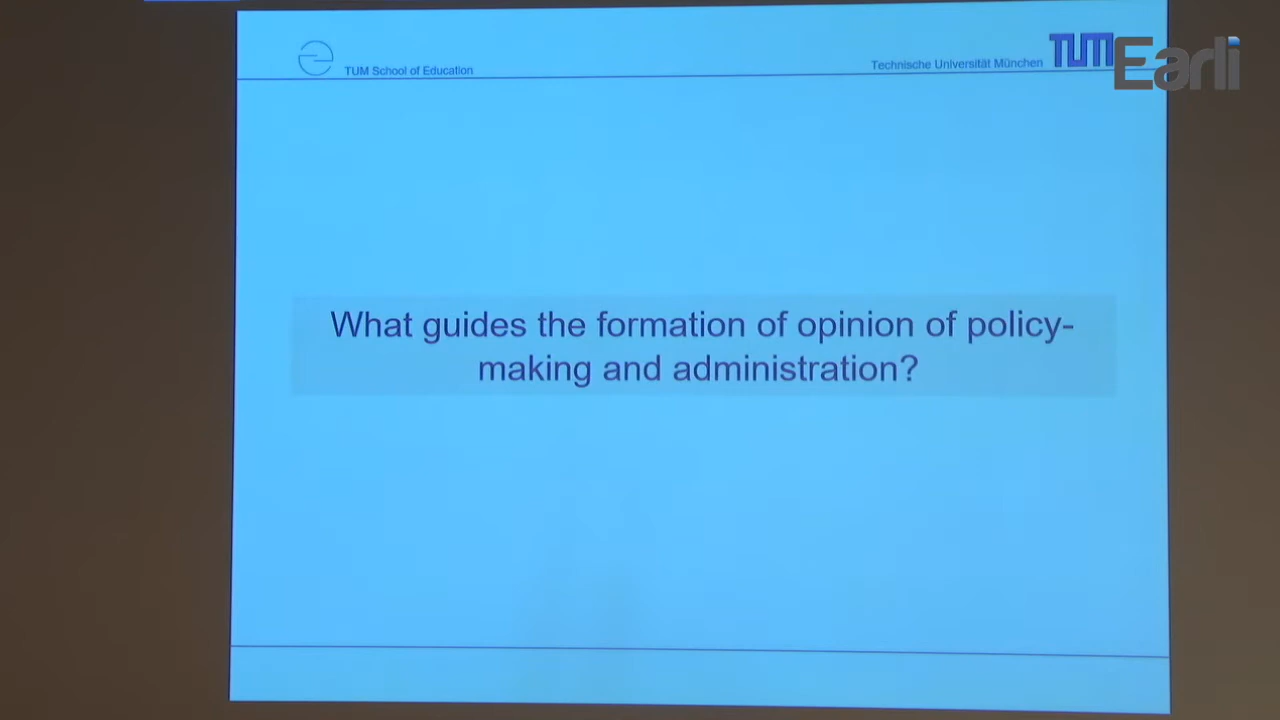 TUM School of Education
Technische Universität München
TUM
Earli
What guides the formation of opinion of policy-
making and administration?